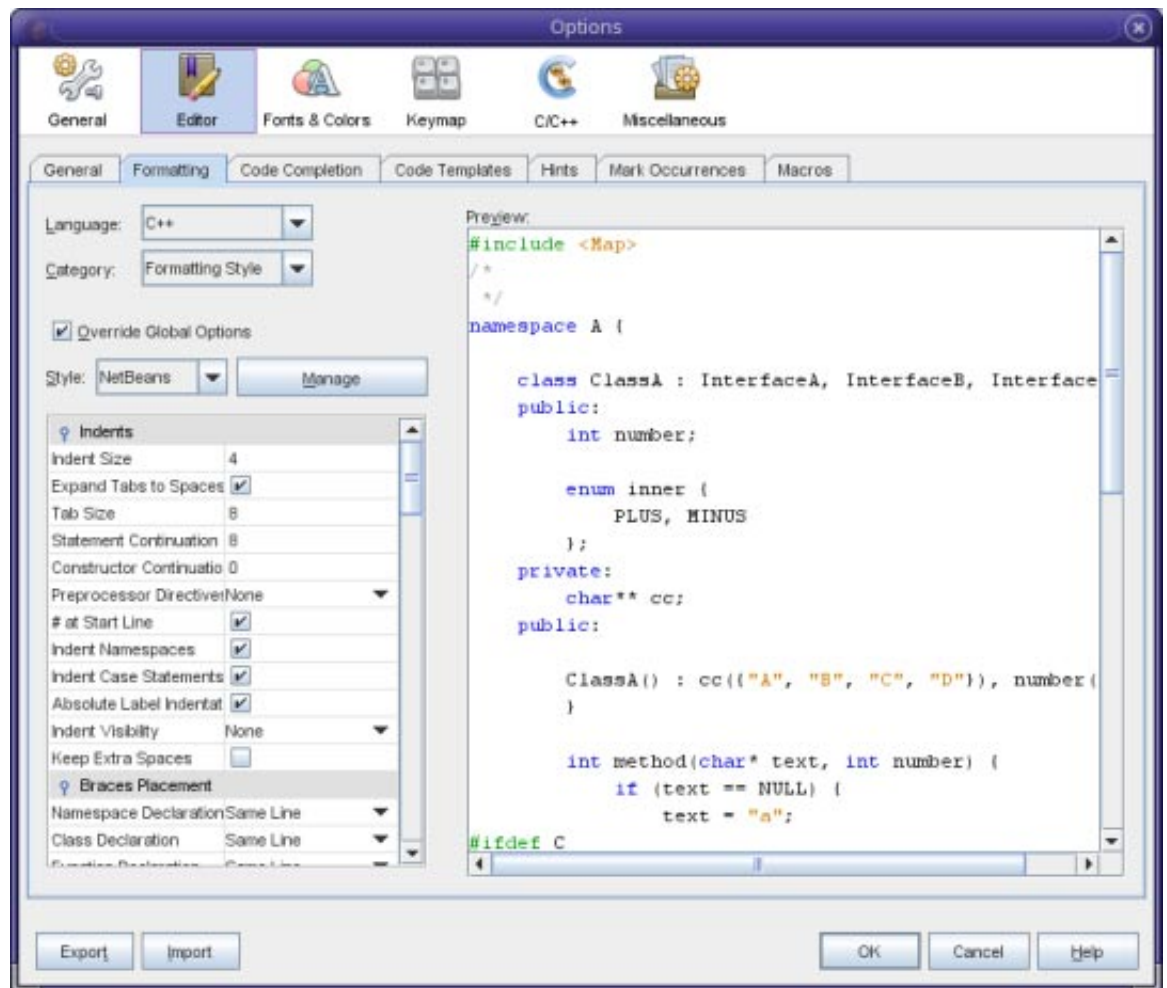 Options
General Editor Fonts & Colors Keymap C/C++ Miscellaneous
General Formatting Code Completion Code Templates Hints Mark Occurrences Macros
Language: C++
Category: Formatting Style
Override Global Options
Style: NetBeans Manage
Indents
Indent Size 4
Expand Tabs to Spaces
Tab Size 8
Statement Continuation 8
Constructor Continuatio 0
Preprocessor Directives None
# at Start Line
Indent Namespaces
Indent Case Statements
Absolute Label Indentat
Indent Visibility None
Keep Extra Spaces
Braces Placement
Namespace Declaration Same Line
Class Declaration Same Line
Function Declaration Same Line
Preview:
#include <Map>
/*
*/
namespace A {
class ClassA : InterfaceA, InterfaceB, Interface
public:
int number;
enum inner {
PLUS, MINUS
};
private:
char** cc;
public:
ClassA() : cc({"A", "B", "C", "D"}), number(
}
int method(char* text, int number) {
if (text == NULL) {
text = "a";
#ifdef C
Export Import OK Cancel Help